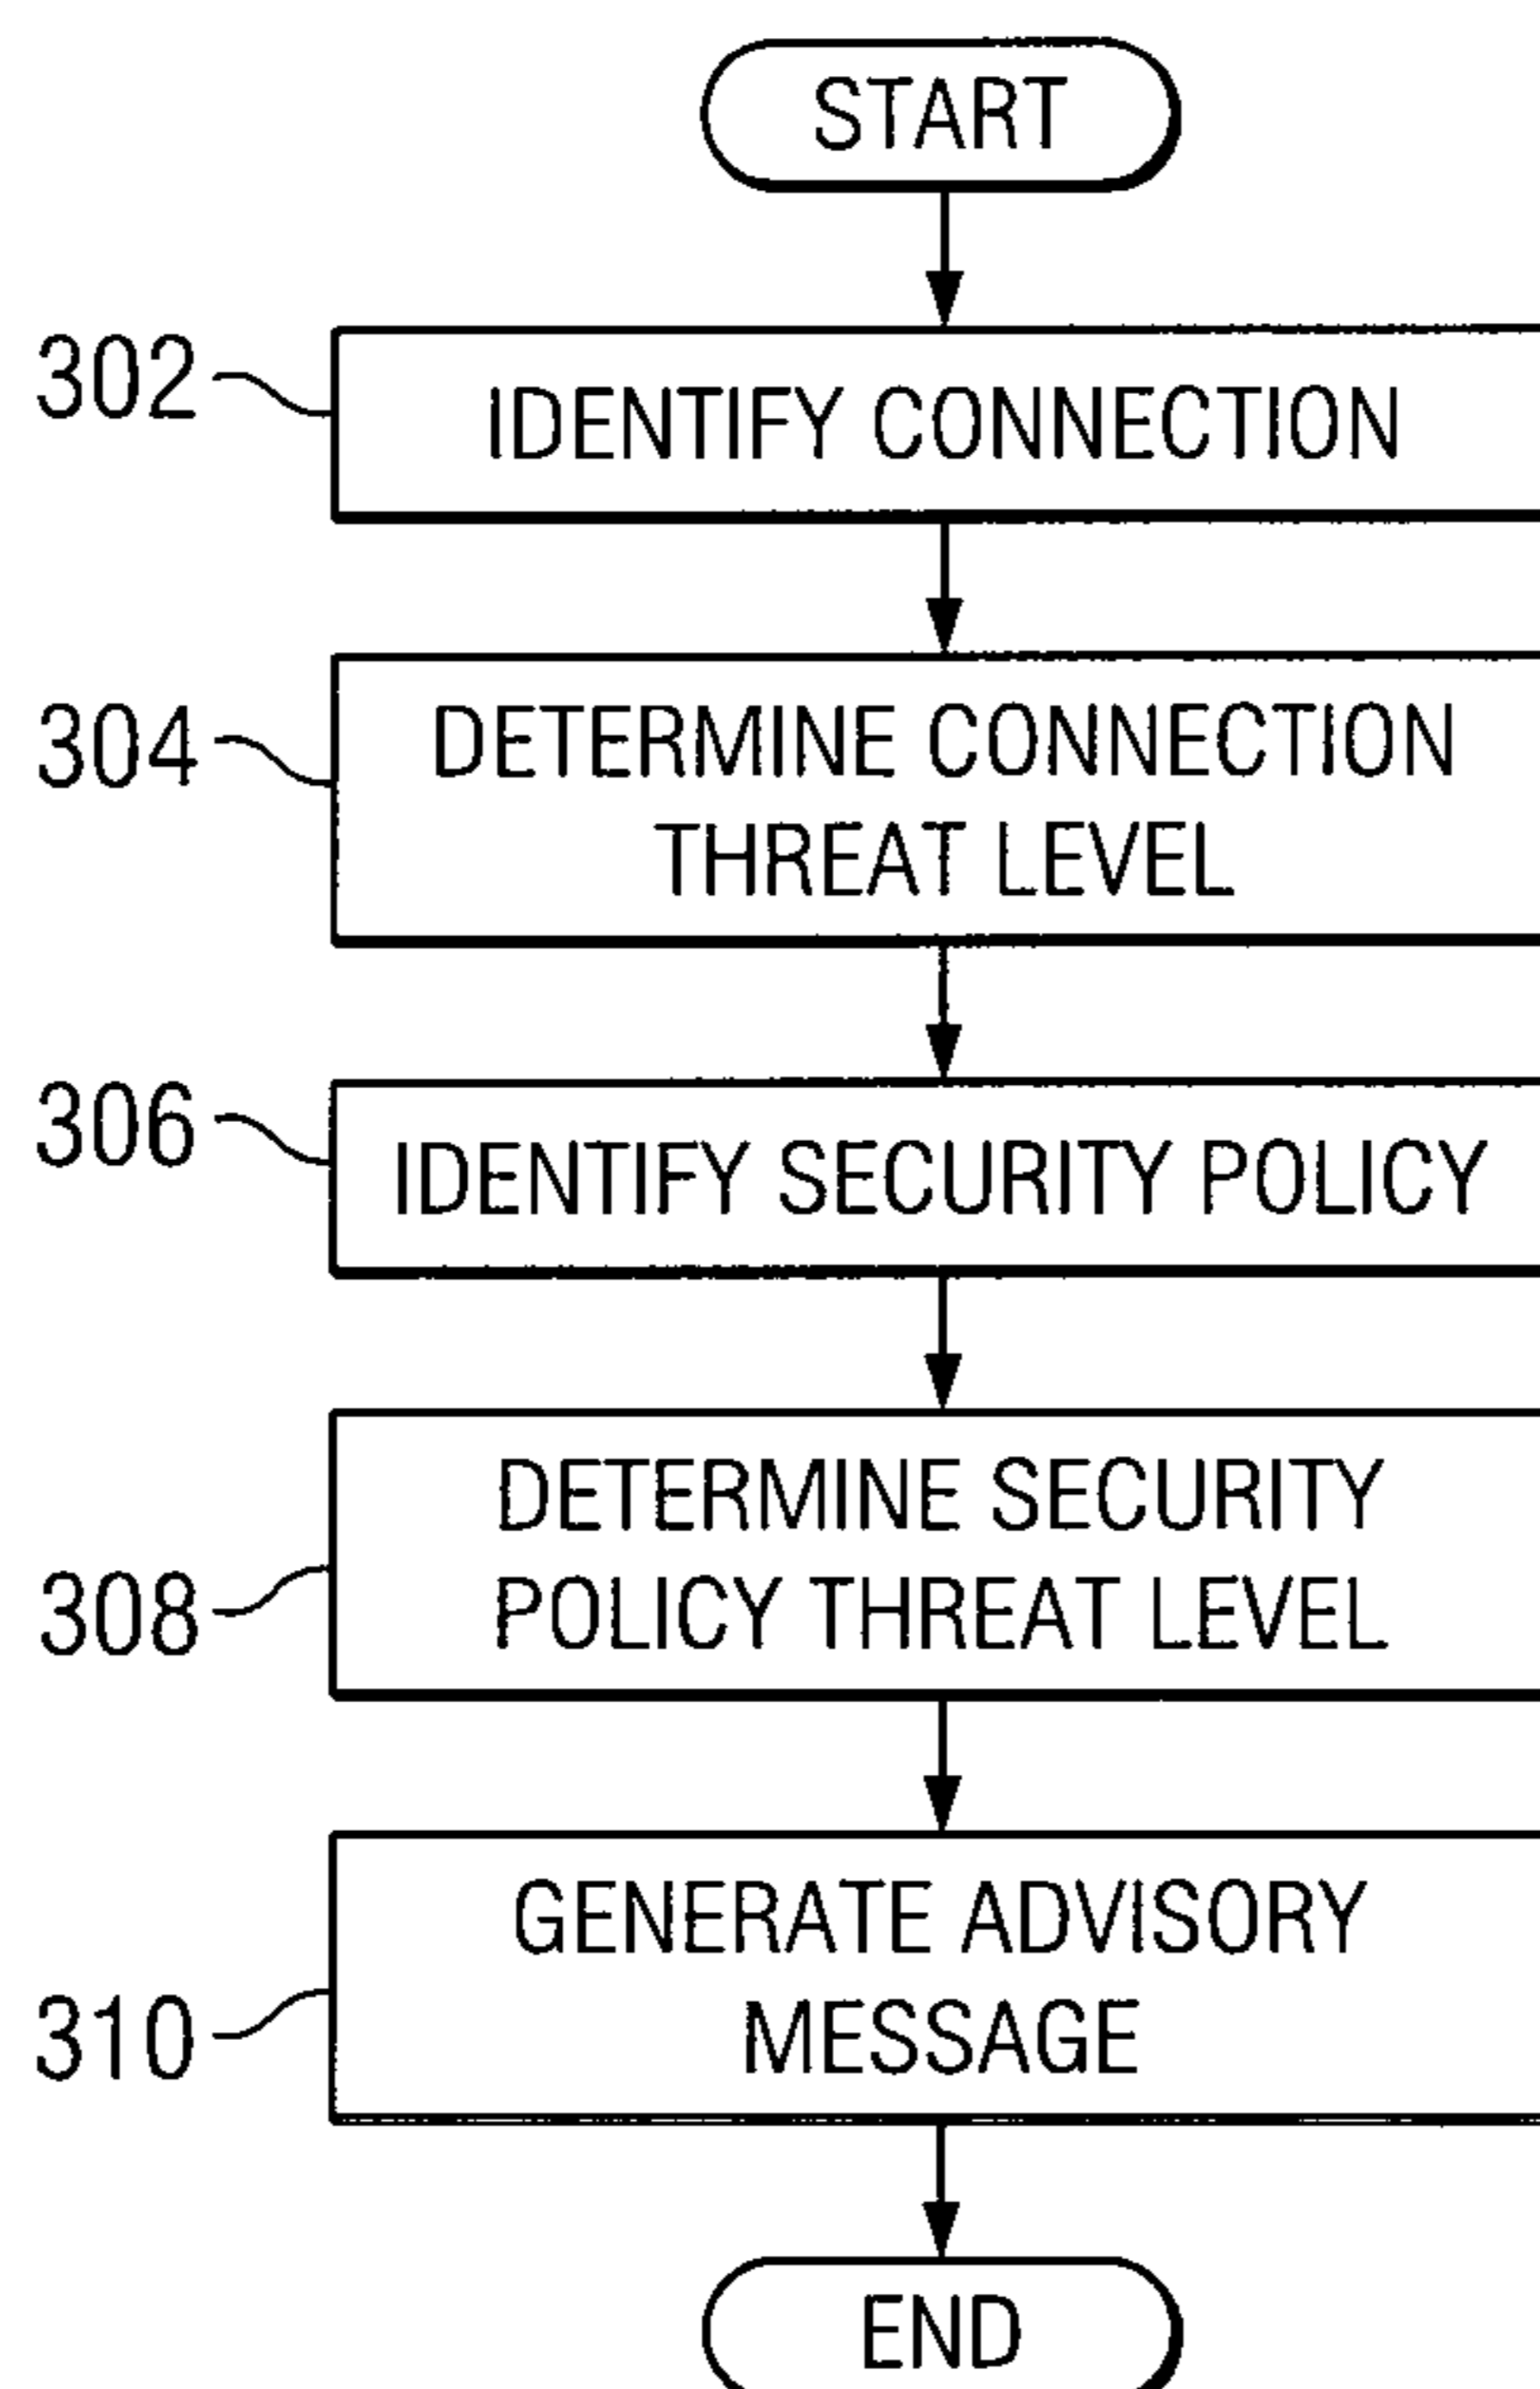 START
302
IDENTIFY CONNECTION
304
DETERMINE CONNECTION
THREAT LEVEL
306
IDENTIFY SECURITY POLICY
308
DETERMINE SECURITY
POLICY THREAT LEVEL
310
GENERATE ADVISORY
MESSAGE
END